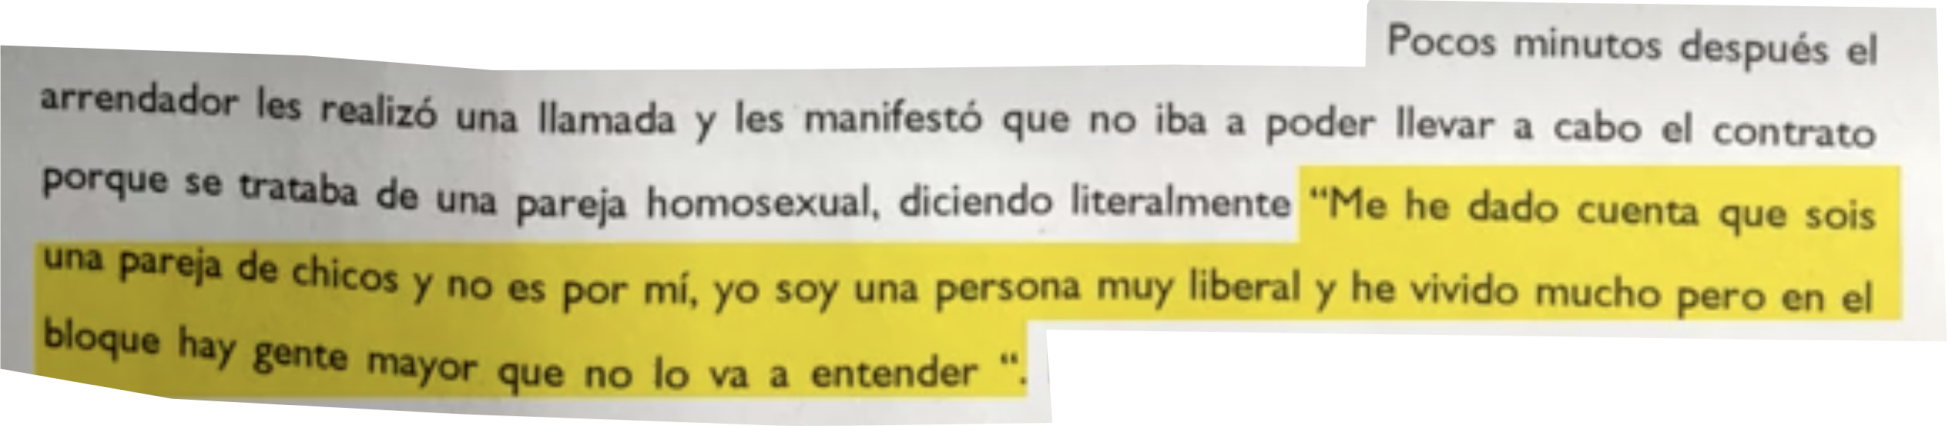 Pocos minutos después el
arrendador les realizó una llamada y les manifestó que no iba a poder llevar a cabo el contrato
porque se trataba de una pareja homosexual, diciendo literalmente “Me he dado cuenta que sois
una pareja de chicos y no es por mí, yo soy una persona muy liberal y he vivido mucho pero en el
bloque hay gente mayor que no lo va a entender “.